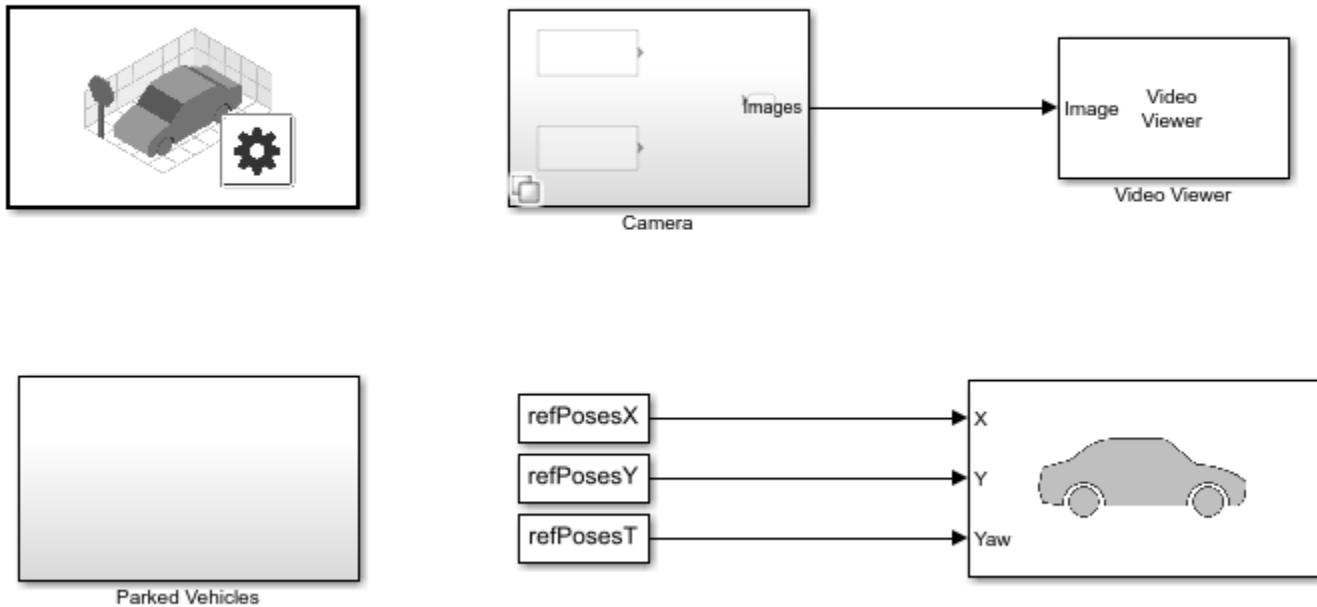 Images
Camera
Image
Video
Viewer
Video Viewer
Parked Vehicles
refPosesX
refPosesY
refPosesT
X
Y
Yaw